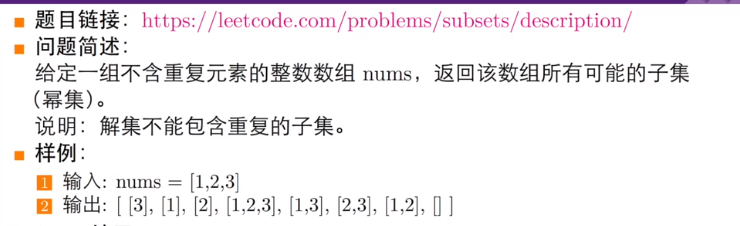 题目链接：https://leetcode.com/problems/subsets/description/
问题简述：
给定一组不含重复元素的整数数组 nums，返回该数组所有可能的子集
（幂集）。
说明：解集不能包含重复的子集。
样例：
1 输入: nums = [1,2,3]
2 输出: [ [3], [1], [2], [1,2,3], [1,3], [2,3], [1,2], [] ]